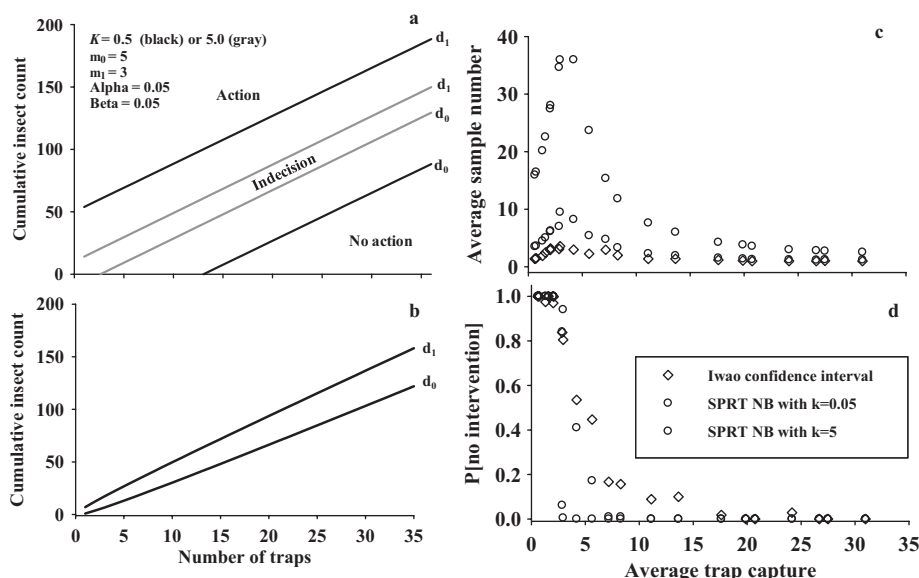 a
200
150
100
50
0
Cumulative insect count
K = 0.5 (black) or 5.0 (gray)
m₀ = 5
m₁ = 3
Alpha = 0.05
Beta = 0.05
Action
Indecision
No action
d₁
d₁
d₀
d₀
b
200
150
100
50
0
Cumulative insect count
d₁
d₀
0 5 10 15 20 25 30 35
Number of traps
c
50
40
30
20
10
0
Average sample number
d
1.0
0.8
0.6
0.4
0.2
0.0
P[no intervention]
Iwao confidence interval
SPRT NB with k=0.05
SPRT NB with k=5
0 5 10 15 20 25 30 35
Average trap capture